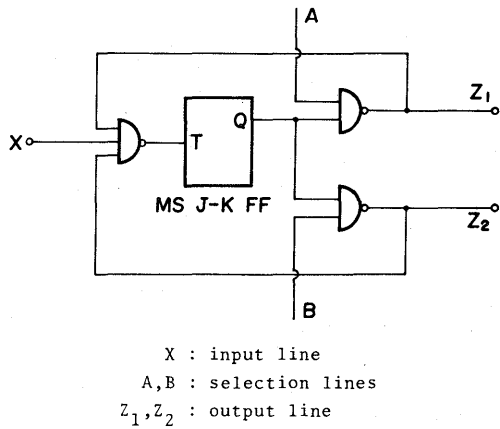 A
Z₁
X
T
Q
MS J-K FF
Z₂
B
X : input line
A,B : selection lines
Z₁,Z₂ : output line